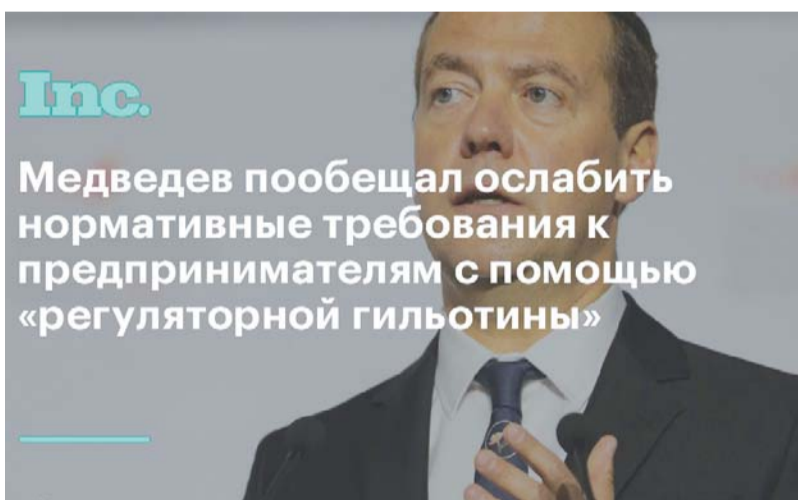 Inc.
Медведев пообещал ослабить
нормативные требования к
предпринимателям с помощью
«регуляторной гильотины»